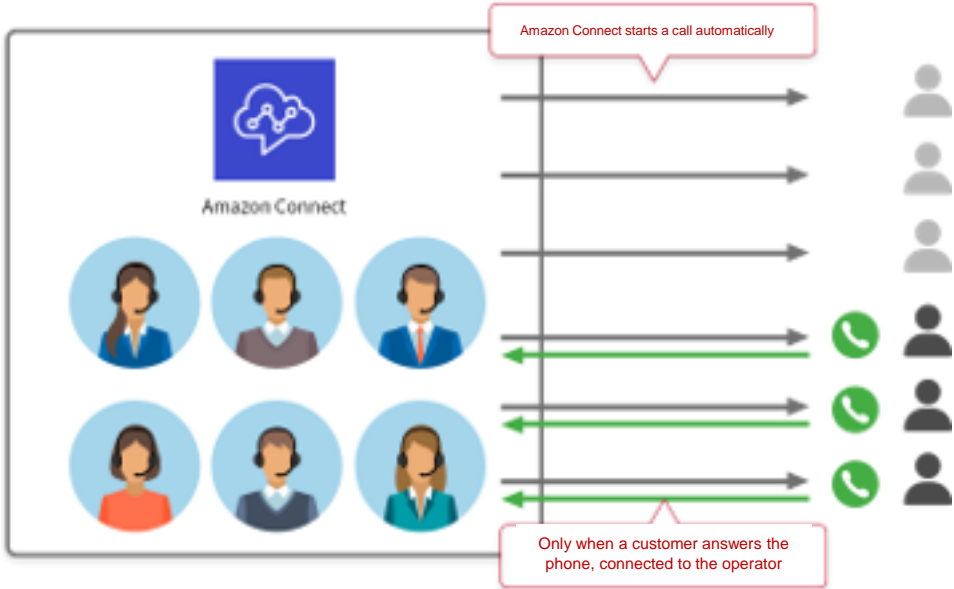 Amazon Connect starts a call automatically
Amazon Connect
Only when a customer answers the
phone, connected to the operator